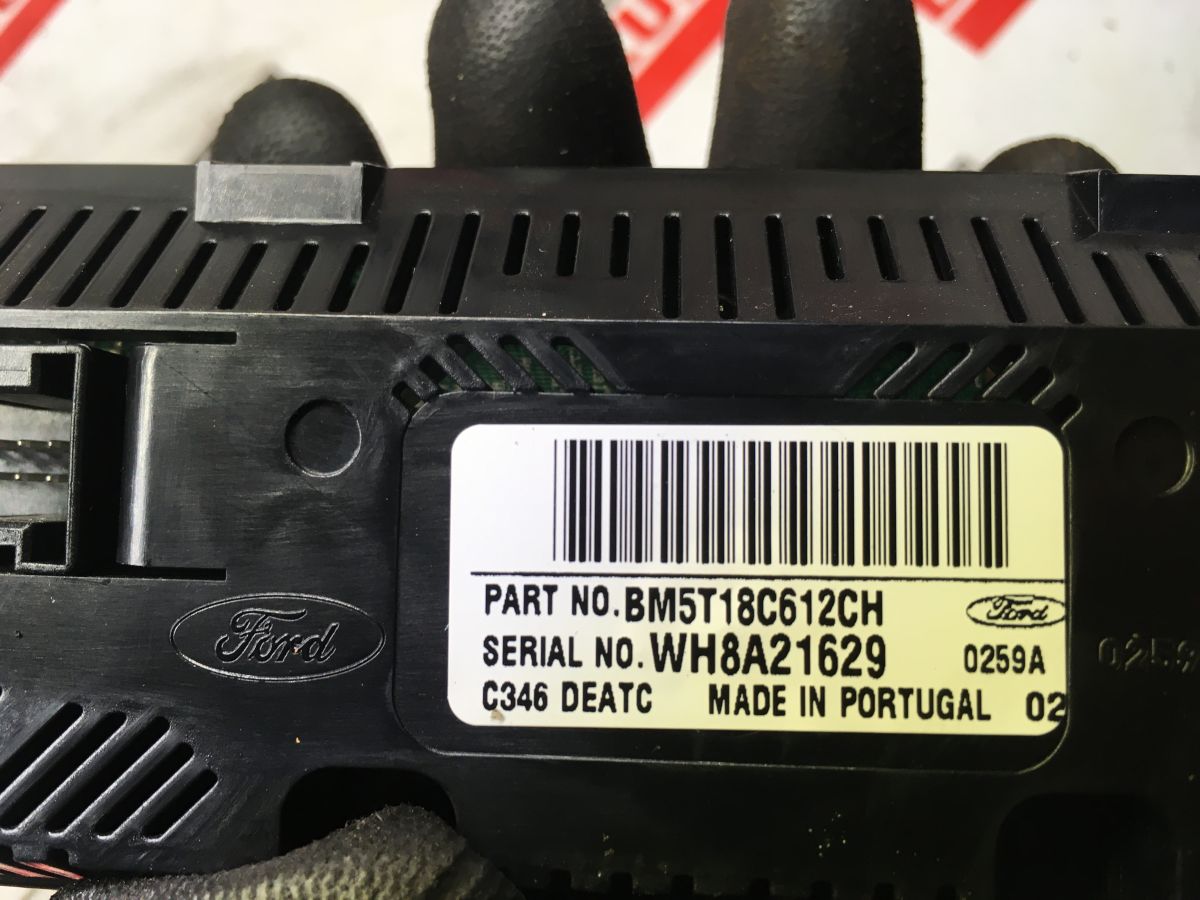 PART NO. BM5T18C612CH
Ford
SERIAL NO. WH8A21629
0259A
C346 DEATC MADE IN PORTUGAL 02
Ford